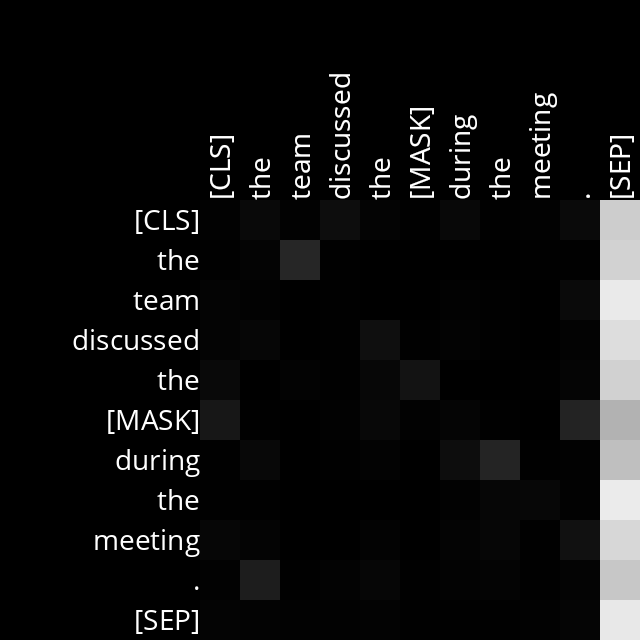 [CLS] the team discussed the [MASK] during the meeting . [SEP]
[CLS]
the
team
discussed
the
[MASK]
during
the
meeting
.
[SEP]